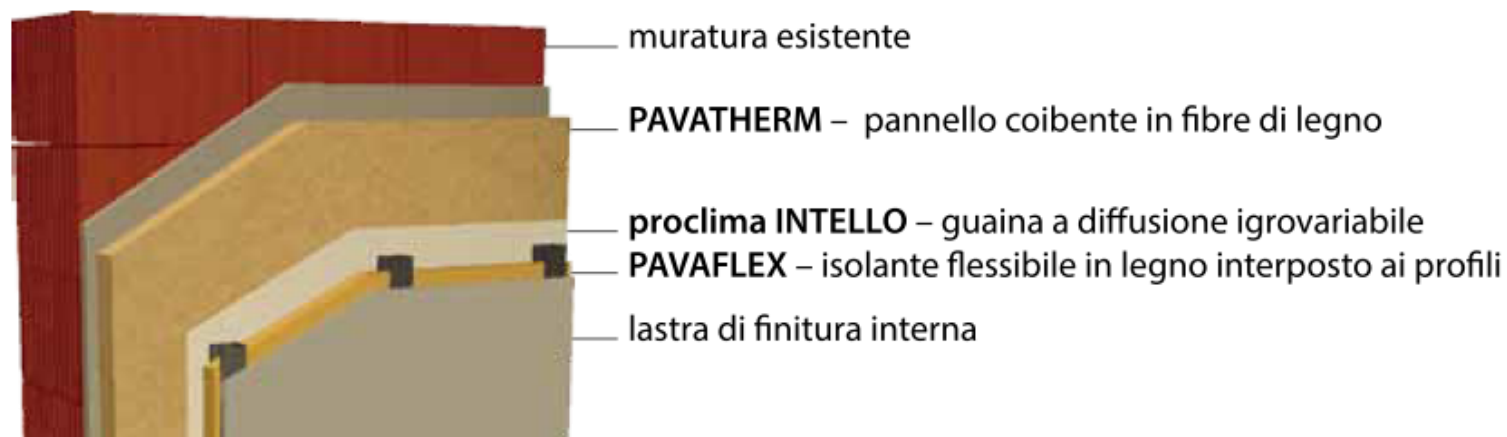 muratura esistente
PAVATHERM – pannello coibente in fibre di legno
proclima INTELLO – guaina a diffusione igrovariabile
PAVAFLEX – isolante flessibile in legno interposto ai profili
lastra di finitura interna